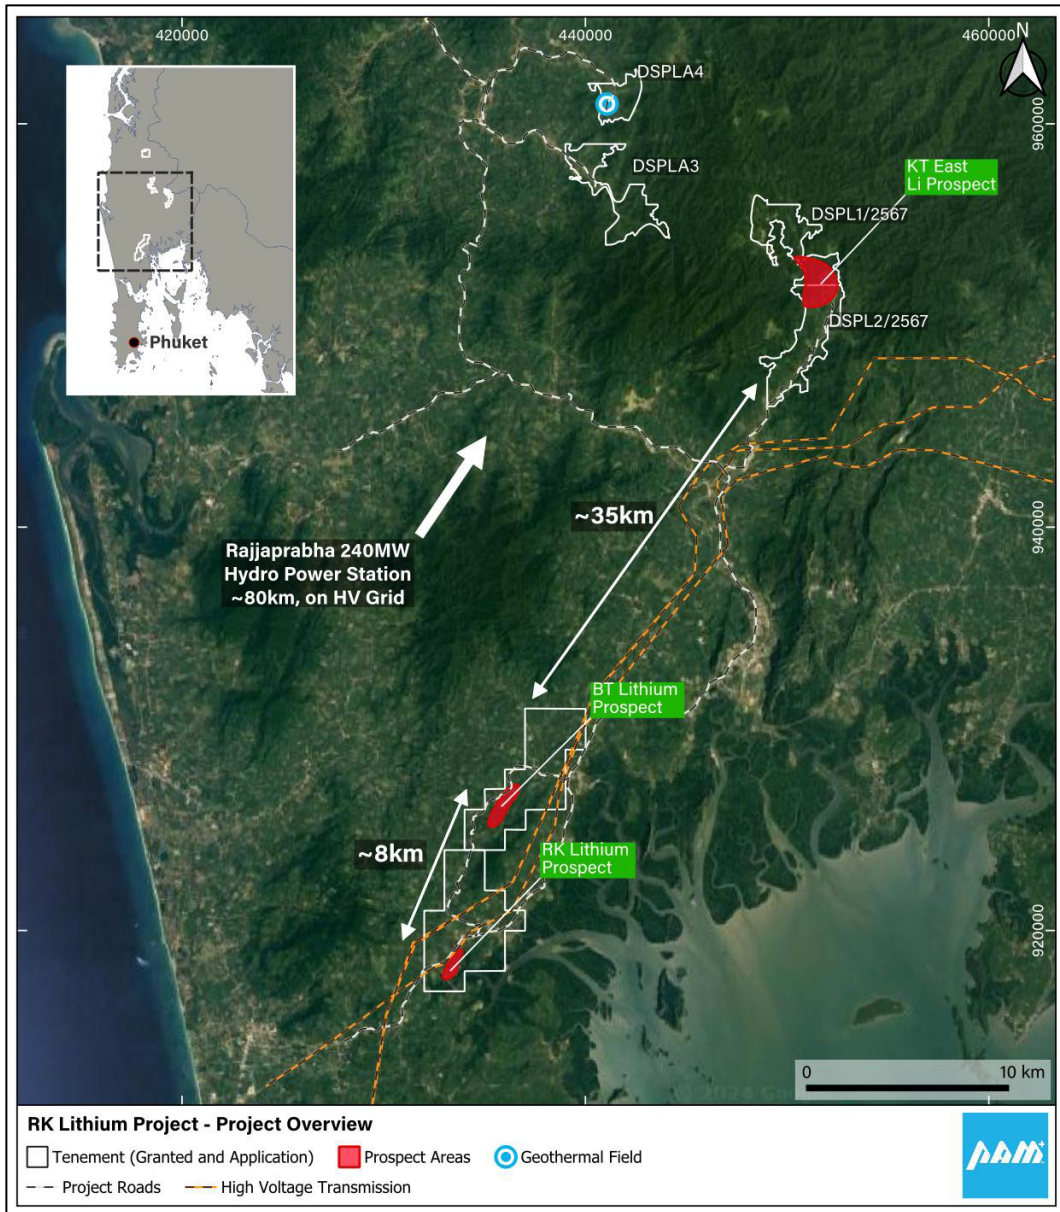 420000
440000
460000
N
DSPLA4
960000
KT East
Li Prospect
DSPLA3
DSPL1/2567
DSPL2/2567
Phuket
~35km
940000
Rajjaprabha 240MW
Hydro Power Station
~80km, on HV Grid
BT Lithium
Prospect
~8km
RK Lithium
Prospect
920000
0 10 km
RK Lithium Project - Project Overview
Tenement (Granted and Application) Prospect Areas Geothermal Field
Project Roads High Voltage Transmission
PAM